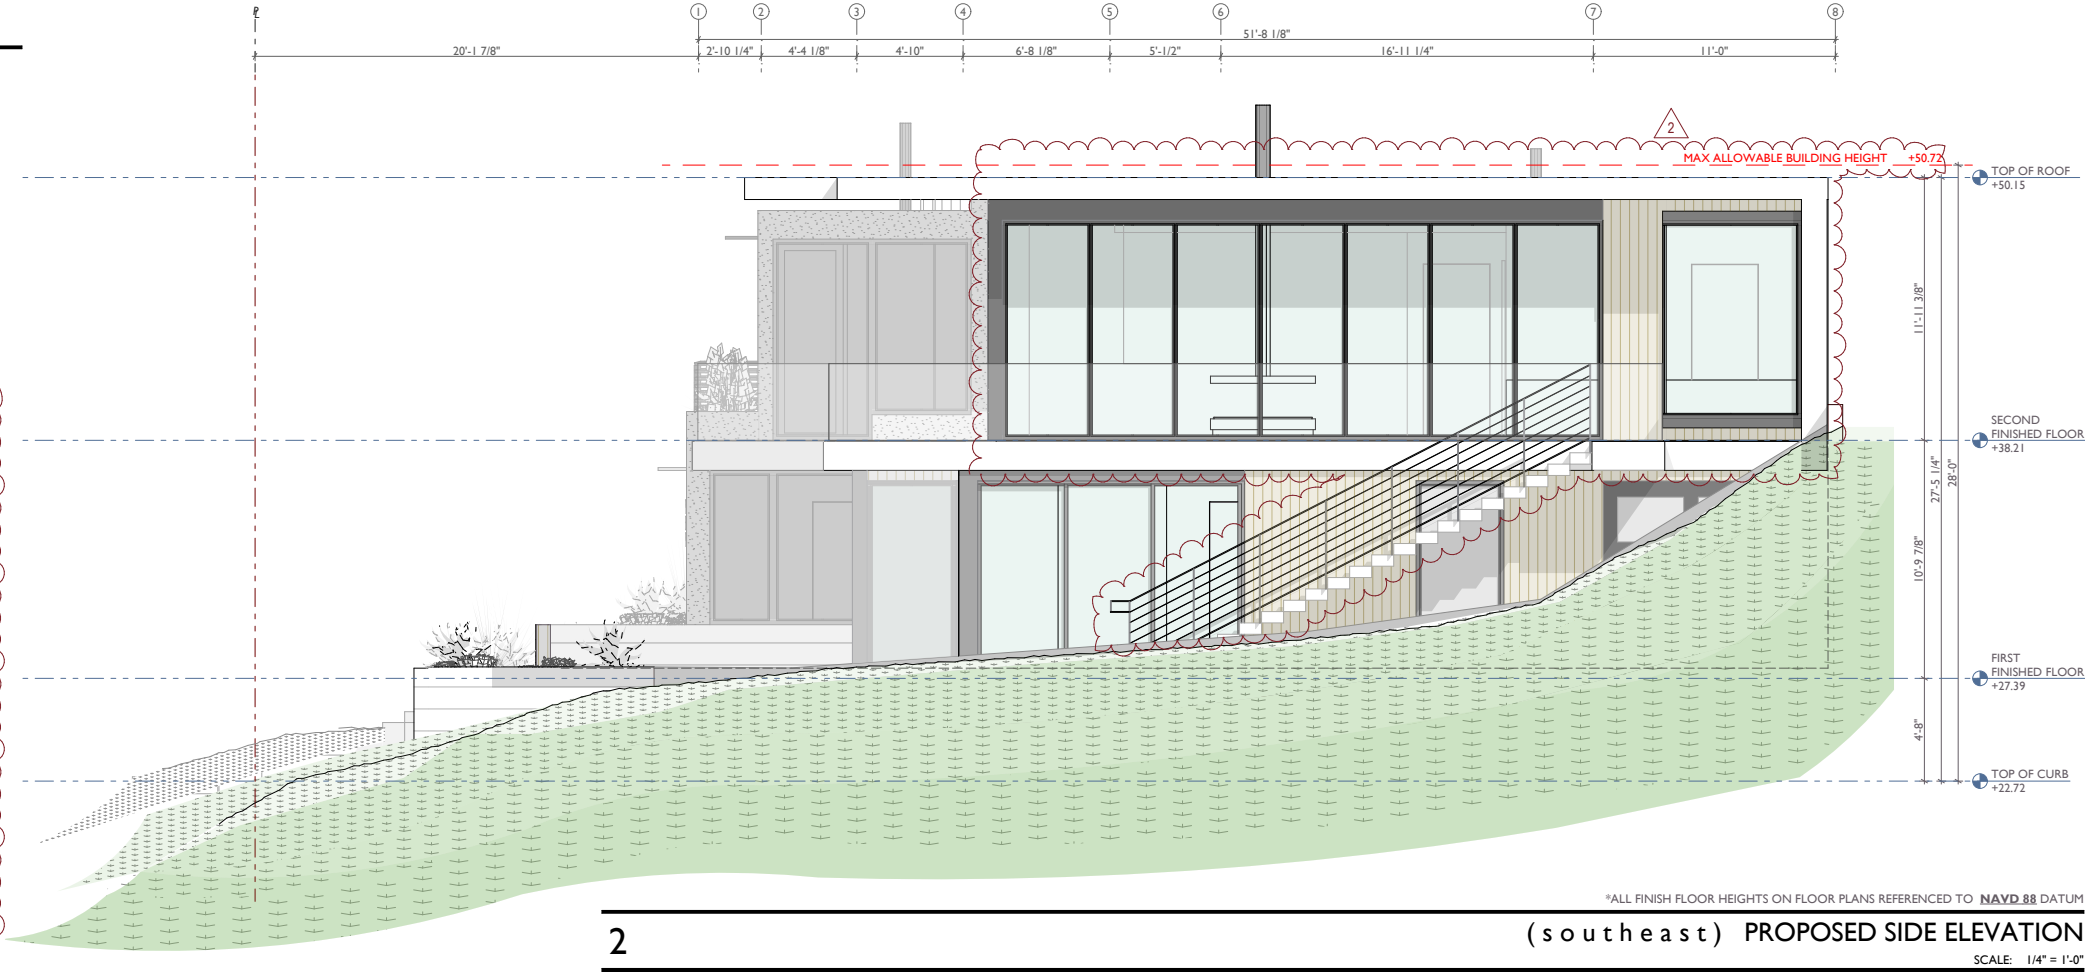 PL
1 2 3 4 5 6 7 8
51'-8 1/8"
20'-1 7/8" 2'-10 1/4" 4'-4 1/8" 4'-10" 6'-8 1/8" 5'-1/2" 16'-11 1/4" 11'-0"
2
MAX ALLOWABLE BUILDING HEIGHT +50.72
TOP OF ROOF
+50.15
11'-11 3/8"
SECOND
FINISHED FLOOR
+38.21
27'-5 1/4"
28'-0"
10'-9 7/8"
FIRST
FINISHED FLOOR
+27.39
4'-8"
TOP OF CURB
+22.72
*ALL FINISH FLOOR HEIGHTS ON FLOOR PLANS REFERENCED TO NAVD 88 DATUM
2 (southeast) PROPOSED SIDE ELEVATION
SCALE: 1/4" = 1'-0"